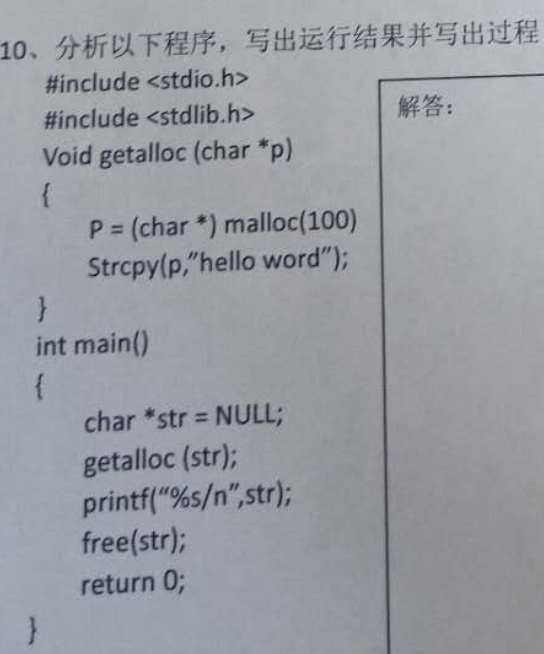 10、分析以下程序，写出运行结果并写出过程
#include <stdio.h>
#include <stdlib.h>
Void getalloc (char *p)
{
P = (char *) malloc(100)
Strcpy(p,”hello word”);
}
int main()
{
char *str = NULL;
getalloc (str);
printf(“%s/n”,str);
free(str);
return 0;
}
解答：